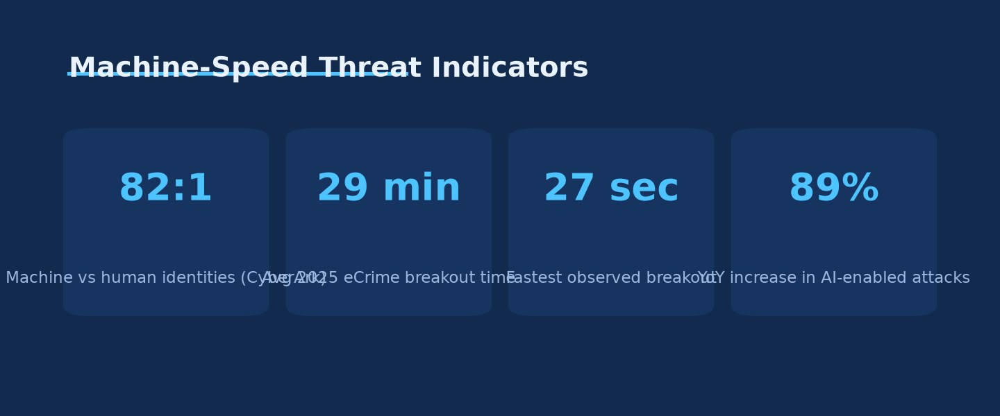 Machine-Speed Threat Indicators
82:1
29 min
27 sec
89%
Machine vs human identities (CyberArk)
Avg 2025 eCrime breakout time
Fastest observed breakout
YoY increase in AI-enabled attacks